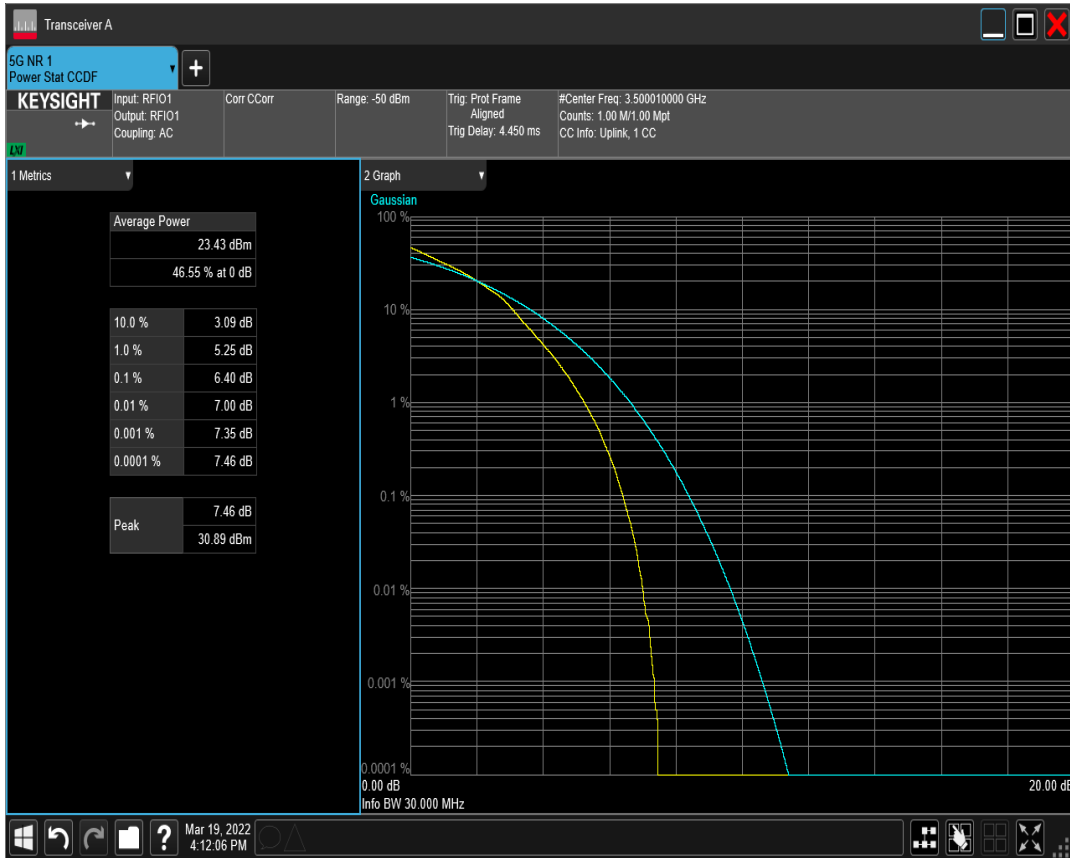 Transceiver A
5G NR 1
Power Stat CCDF
+
KEYSIGHT
LXI
Input: RFIO1
Output: RFIO1
Coupling: AC
Corr CCorr
Range: -50 dBm
Trig: Prot Frame
Aligned
Trig Delay: 4.450 ms
#Center Freq: 3.500010000 GHz
Counts: 1.00 M/1.00 Mpt
CC Info: Uplink, 1 CC
1 Metrics
Average Power
23.43 dBm
46.55 % at 0 dB
10.0 % 3.09 dB
1.0 % 5.25 dB
0.1 % 6.40 dB
0.01 % 7.00 dB
0.001 % 7.35 dB
0.0001 % 7.46 dB
Peak
7.46 dB
30.89 dBm
2 Graph
Gaussian
100 %
10 %
1 %
0.1 %
0.01 %
0.001 %
0.0001 %
0.00 dB
20.00 dB
Info BW 30.000 MHz
?
Mar 19, 2022
4:12:06 PM